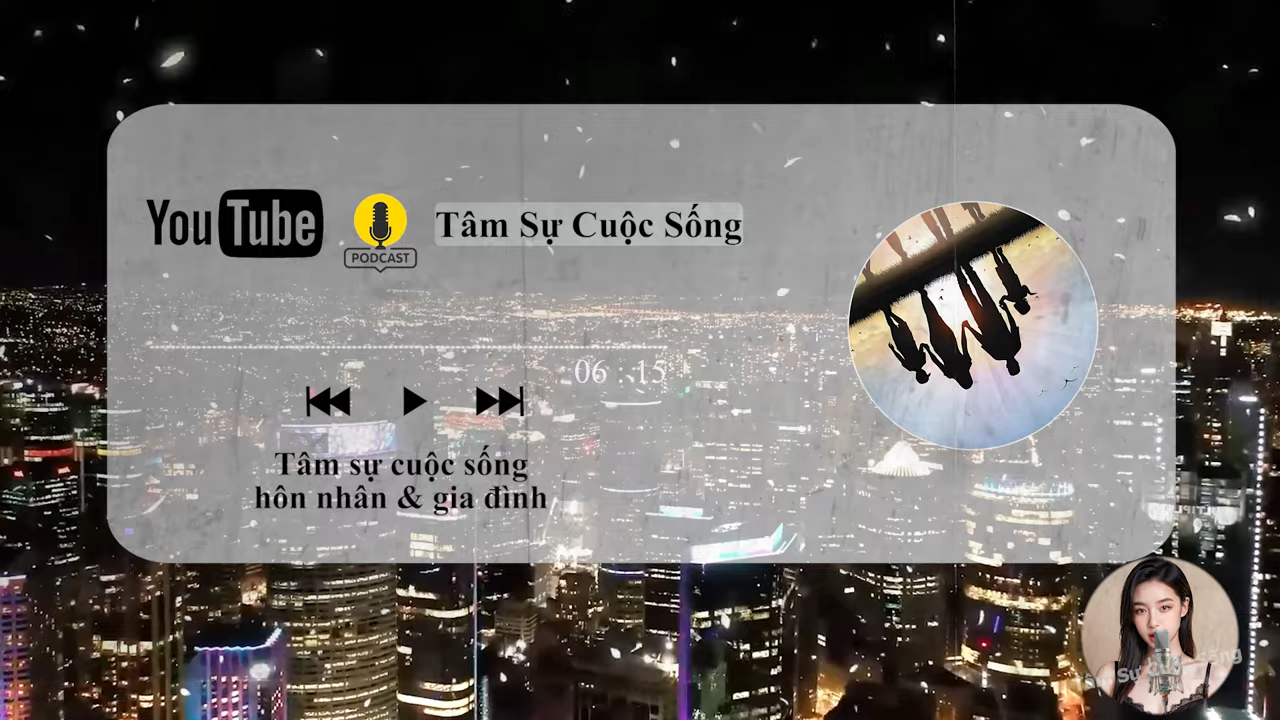 YouTube
PODCAST
Tâm Sự Cuộc Sống
06 : 15
Tâm sự cuộc sống
hôn nhân & gia đình